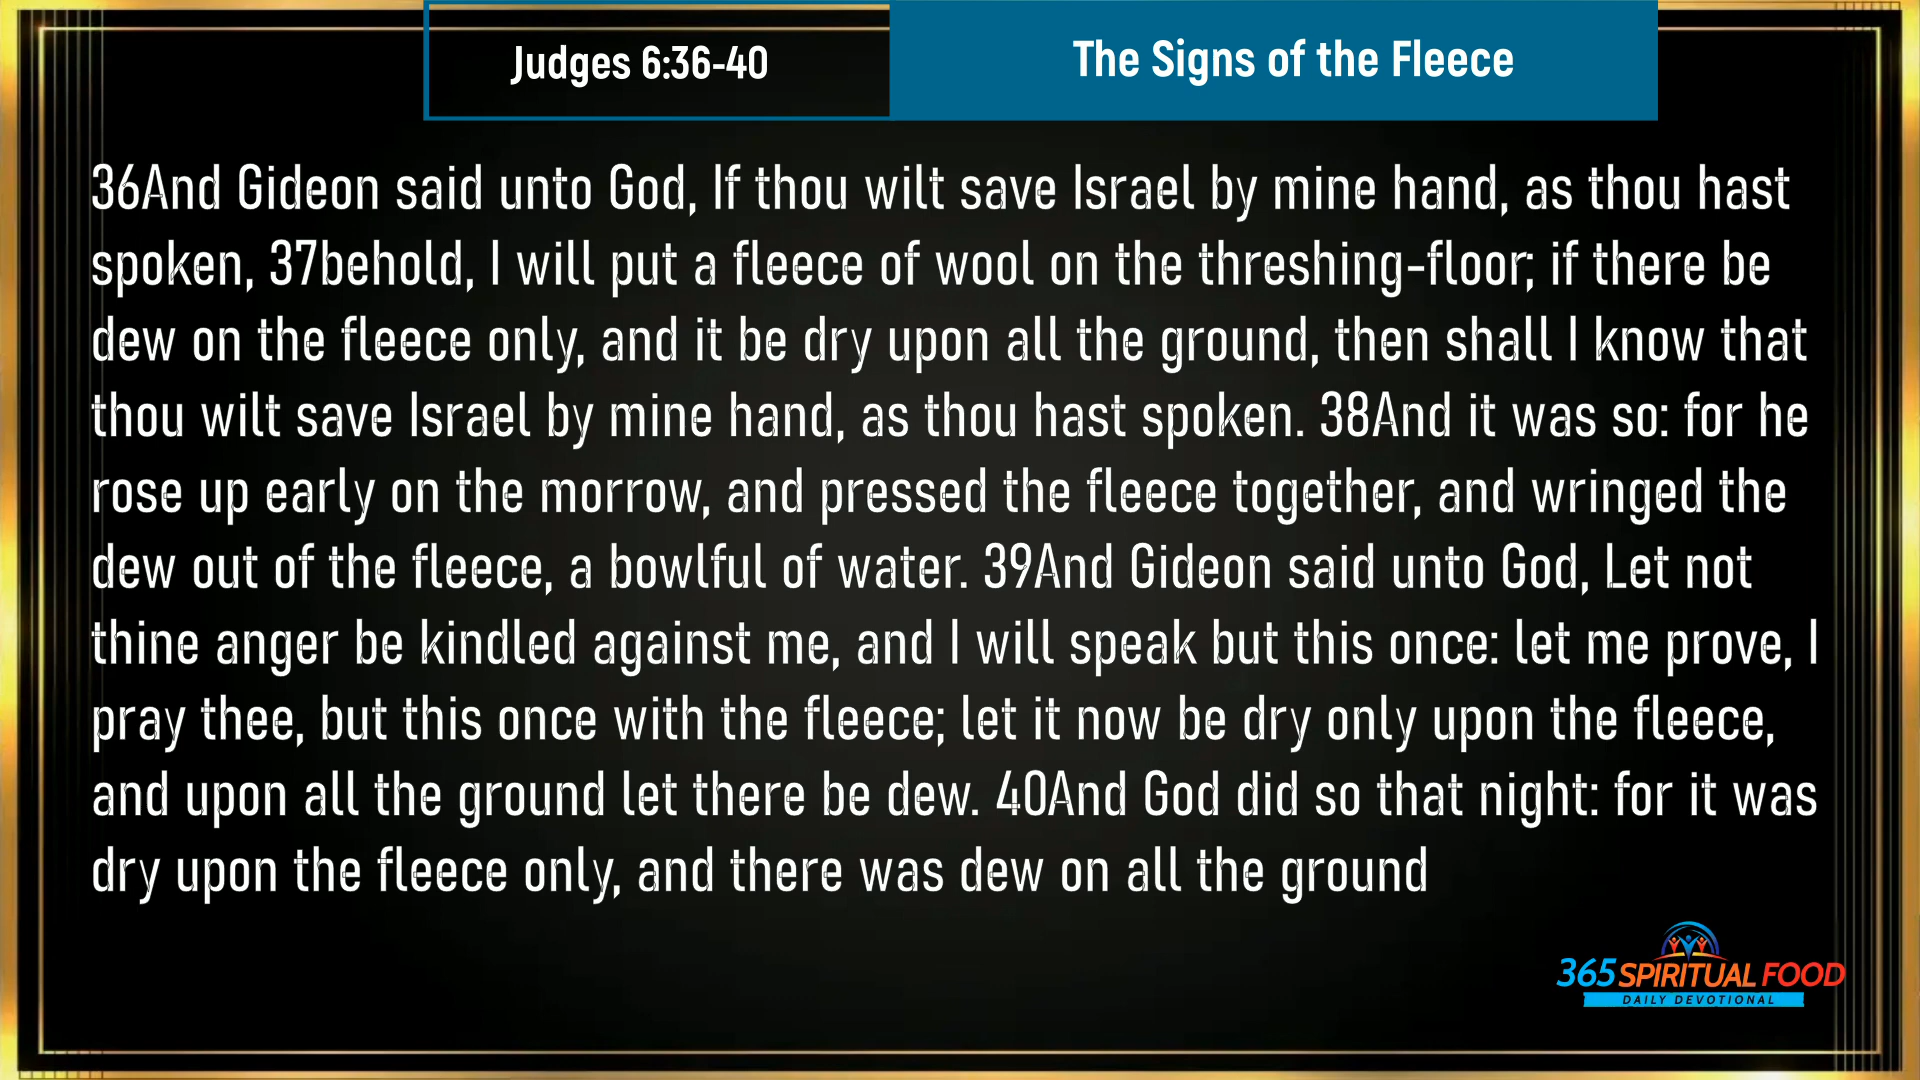 Judges 6:36-40
The Signs of the Fleece
36And Gideon said unto God, If thou wilt save Israel by mine hand, as thou hast
spoken, 37behold, I will put a fleece of wool on the threshing-floor; if there be
dew on the fleece only, and it be dry upon all the ground, then shall I know that
thou wilt save Israel by mine hand, as thou hast spoken. 38And it was so: for he
rose up early on the morrow, and pressed the fleece together, and wringed the
dew out of the fleece, a bowlful of water. 39And Gideon said unto God, Let not
thine anger be kindled against me, and I will speak but this once: let me prove, I
pray thee, but this once with the fleece; let it now be dry only upon the fleece,
and upon all the ground let there be dew. 40And God did so that night: for it was
dry upon the fleece only, and there was dew on all the ground
365 SPIRITUAL FOOD
DAILY DEVOTIONAL